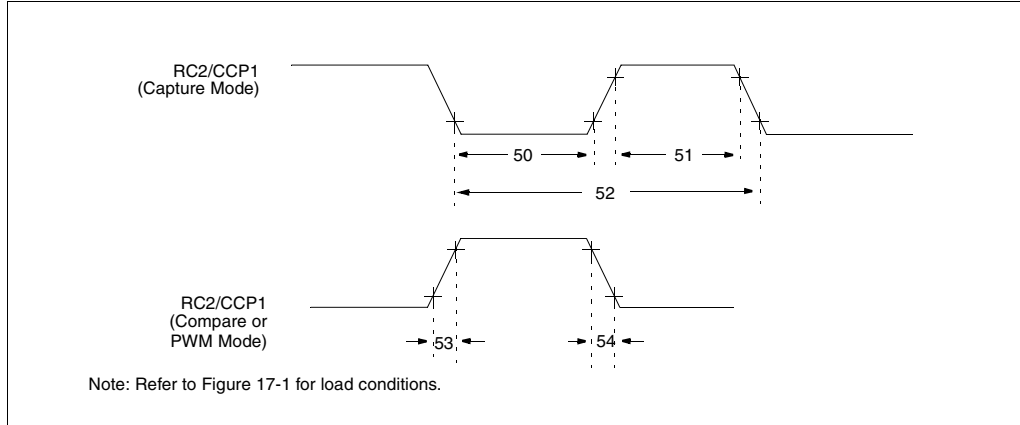 RC2/CCP1
(Capture Mode)
50
51
52
RC2/CCP1
(Compare or
PWM Mode)
53
54
Note: Refer to Figure 17-1 for load conditions.